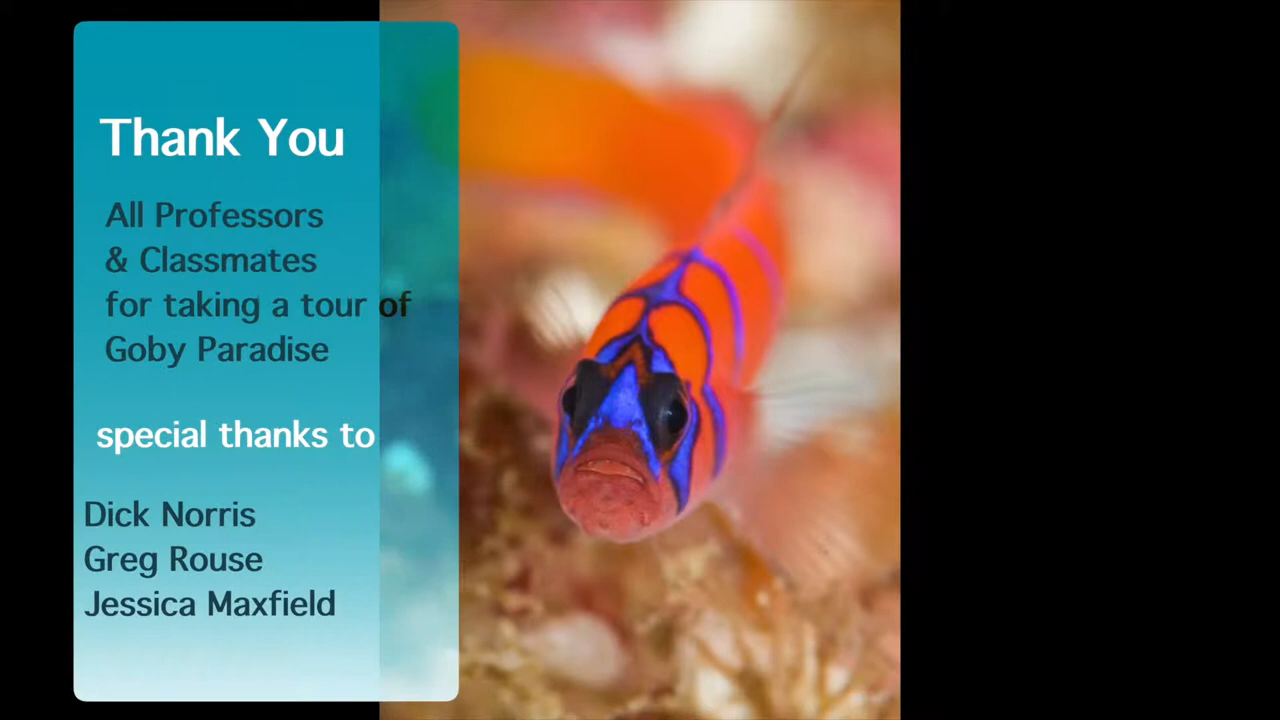 Thank You
All Professors
& Classmates
for taking a tour of
Goby Paradise
special thanks to
Dick Norris
Greg Rouse
Jessica Maxfield